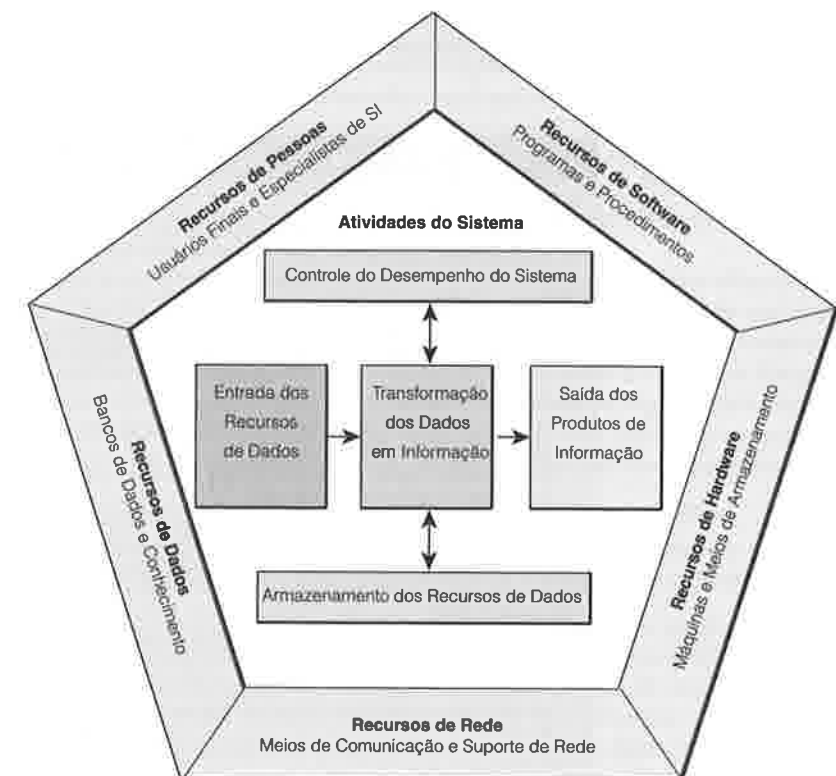 Recursos de Pessoas
Usuários Finais e Especialistas de SI
Recursos de Software
Programas e Procedimentos
Atividades do Sistema
Controle do Desempenho do Sistema
Entrada dos
Recursos
de Dados
Transformação
dos Dados
em Informação
Saída dos
Produtos de
Informação
Armazenamento dos Recursos de Dados
Recursos de Dados
Bancos de Dados e Conhecimento
Recursos de Hardware
Máquinas e Meios de Armazenamento
Recursos de Rede
Meios de Comunicação e Suporte de Rede